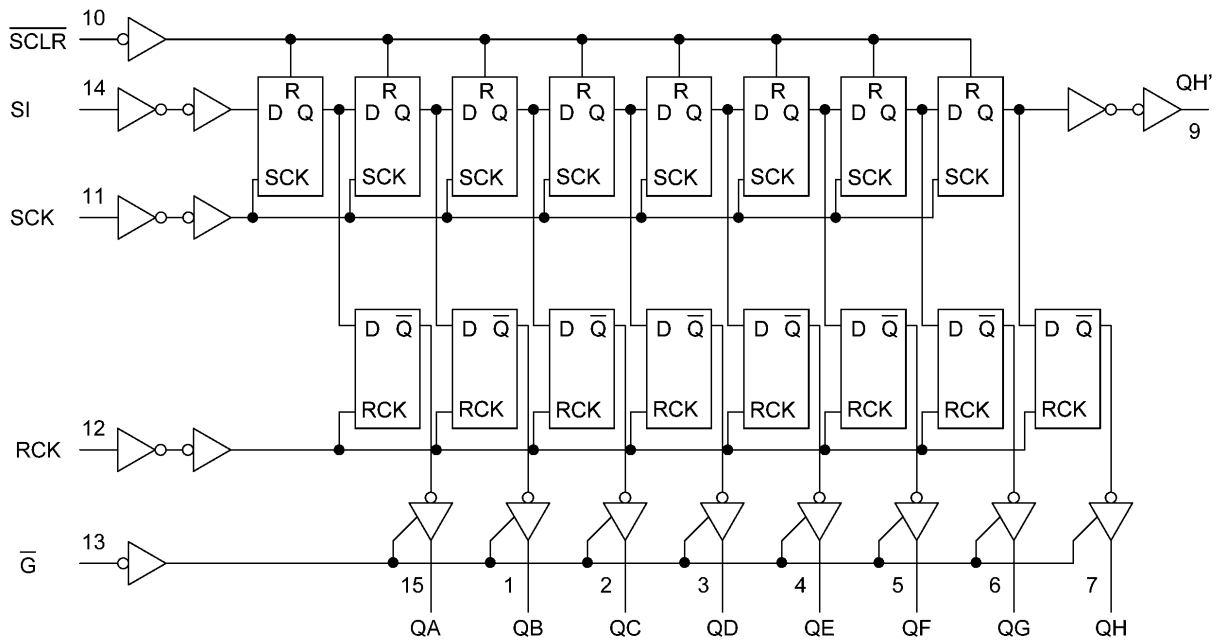 10
S̅C̅L̅R̅
R R R R R R R R
14
SI
D Q D Q D Q D Q D Q D Q D Q D Q
QH'
9
SCK SCK SCK SCK SCK SCK SCK SCK
11
SCK
D Q̅ D Q̅ D Q̅ D Q̅ D Q̅ D Q̅ D Q̅ D Q̅
RCK RCK RCK RCK RCK RCK RCK RCK
12
RCK
13
G̅
15 1 2 3 4 5 6 7
QA QB QC QD QE QF QG QH